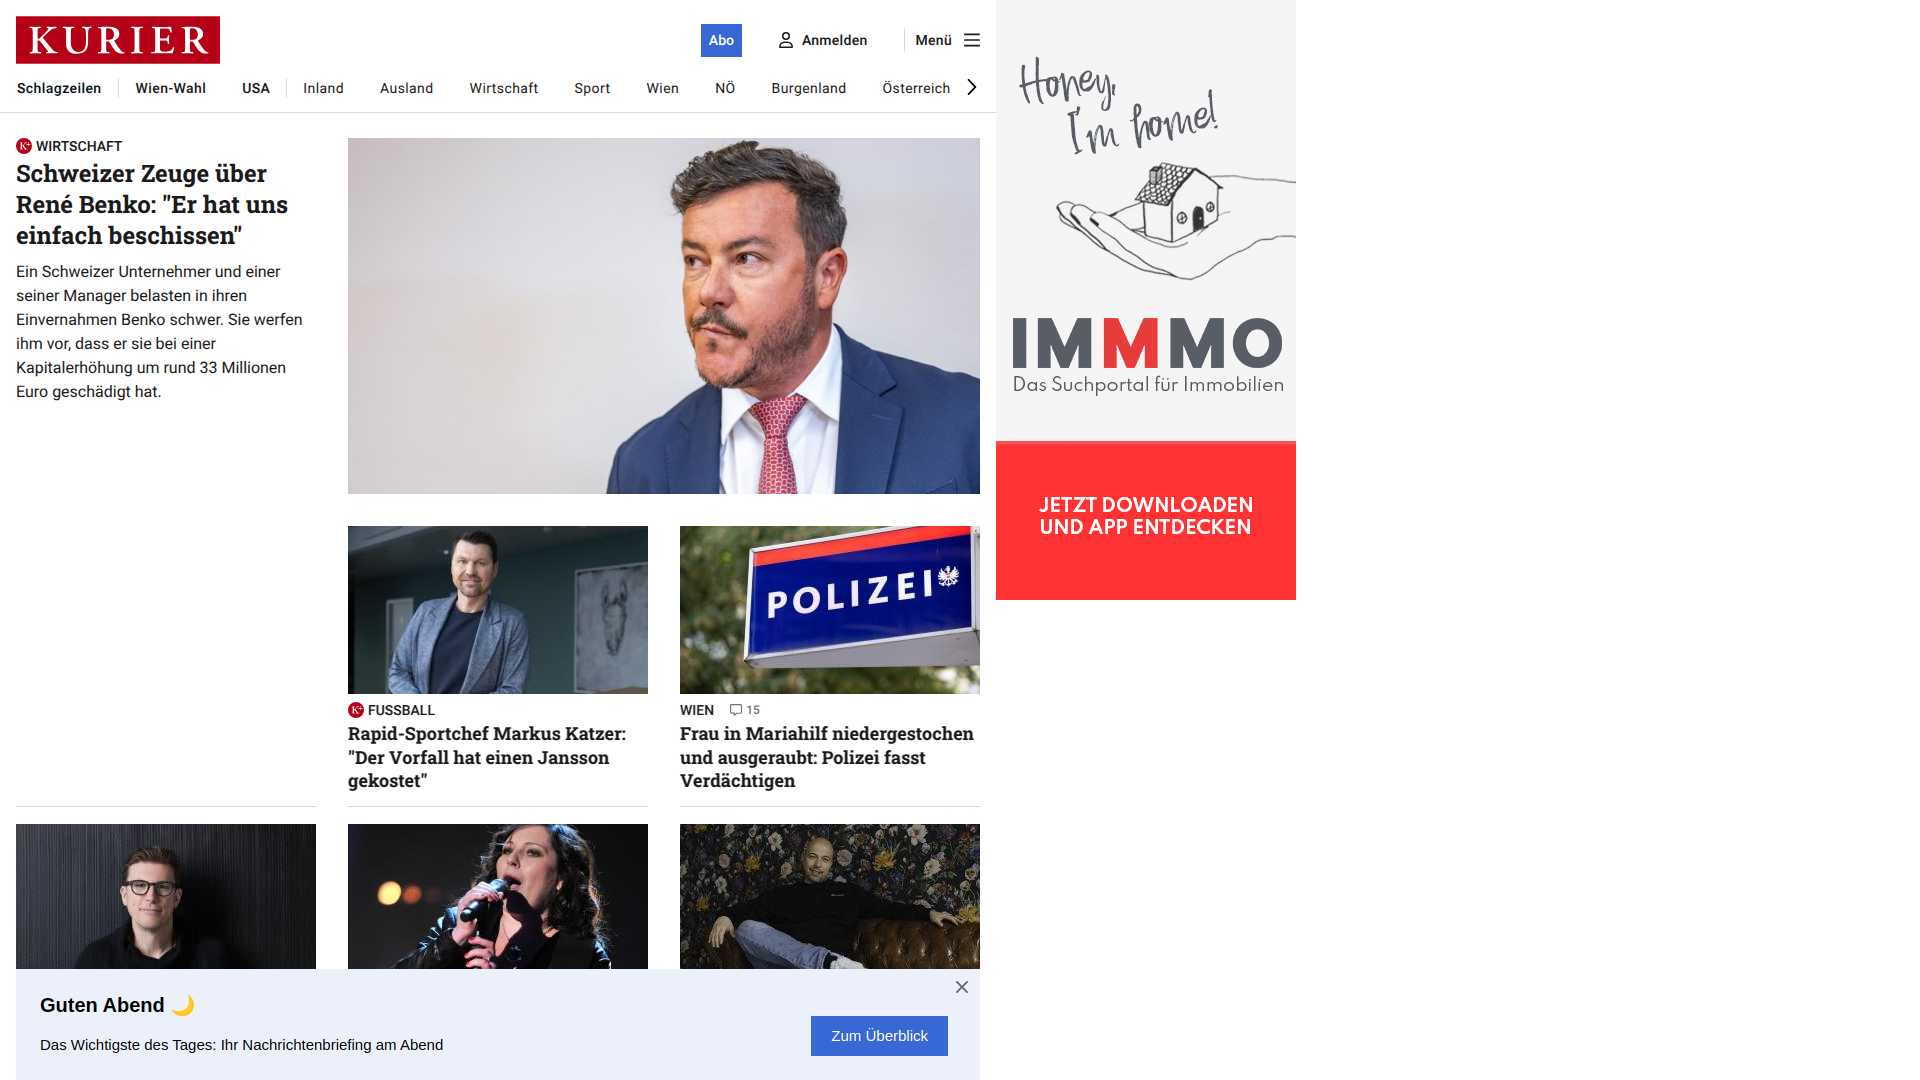 KURIER
Abo
Anmelden
Menü
Schlagzeilen
Wien-Wahl
USA
Inland
Ausland
Wirtschaft
Sport
Wien
NÖ
Burgenland
Österreich
WIRTSCHAFT
Schweizer Zeuge über
René Benko: "Er hat uns
einfach beschissen"
Ein Schweizer Unternehmer und einer
seiner Manager belasten in ihren
Einvernahmen Benko schwer. Sie werfen
ihm vor, dass er sie bei einer
Kapitalerhöhung um rund 33 Millionen
Euro geschädigt hat.
POLIZEI
FUSSBALL
Rapid-Sportchef Markus Katzer:
"Der Vorfall hat einen Jansson
gekostet"
WIEN 15
Frau in Mariahilf niedergestochen
und ausgeraubt: Polizei fasst
Verdächtigen
Guten Abend 🌙
Das Wichtigste des Tages: Ihr Nachrichtenbriefing am Abend
Zum Überblick
Honey,
I'm home!
IMMMO
Das Suchportal für Immobilien
JETZT DOWNLOADEN
UND APP ENTDECKEN